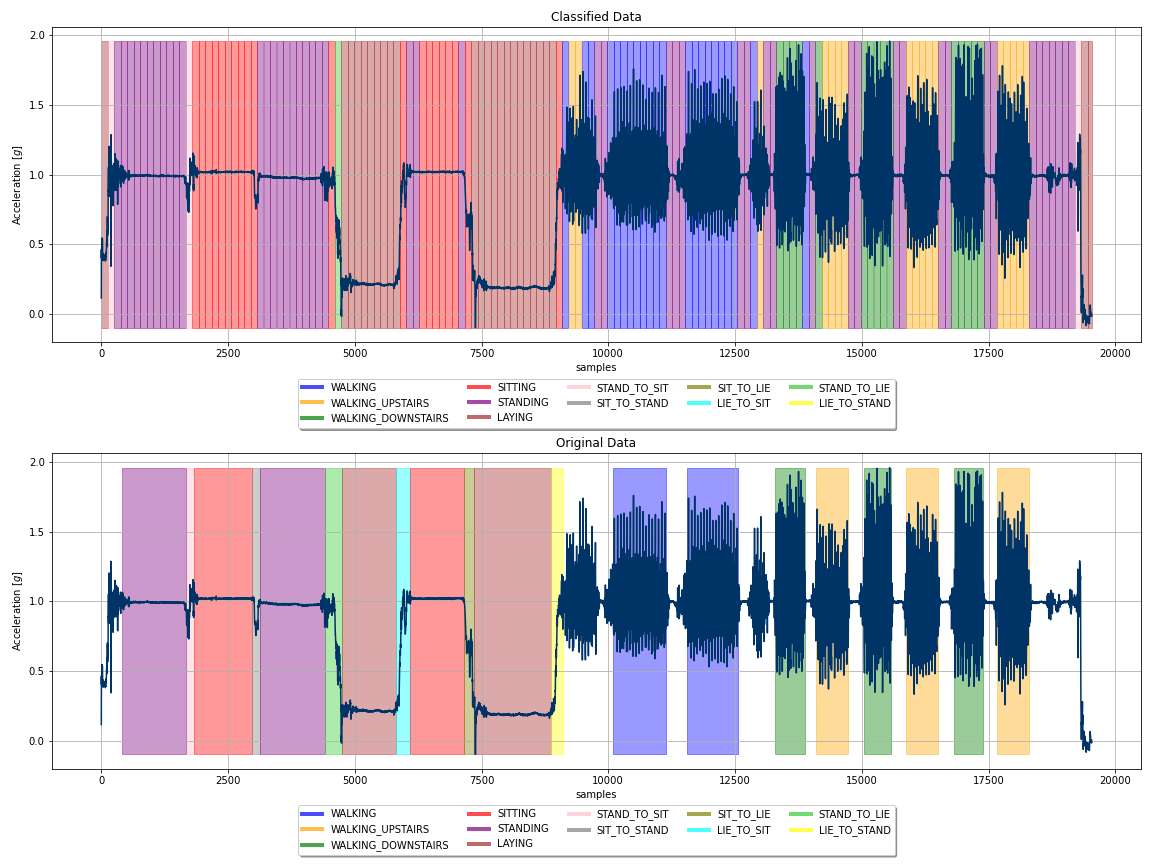 Classified Data
2.0
1.5
1.0
0.5
0.0
Acceleration [g]
0 2500 5000 7500 10000 12500 15000 17500 20000
samples
WALKING SITTING STAND_TO_SIT SIT_TO_LIE STAND_TO_LIE
WALKING_UPSTAIRS STANDING SIT_TO_STAND LIE_TO_SIT LIE_TO_STAND
WALKING_DOWNSTAIRS LAYING
Original Data
2.0
1.5
1.0
0.5
0.0
Acceleration [g]
0 2500 5000 7500 10000 12500 15000 17500 20000
samples
WALKING SITTING STAND_TO_SIT SIT_TO_LIE STAND_TO_LIE
WALKING_UPSTAIRS STANDING SIT_TO_STAND LIE_TO_SIT LIE_TO_STAND
WALKING_DOWNSTAIRS LAYING